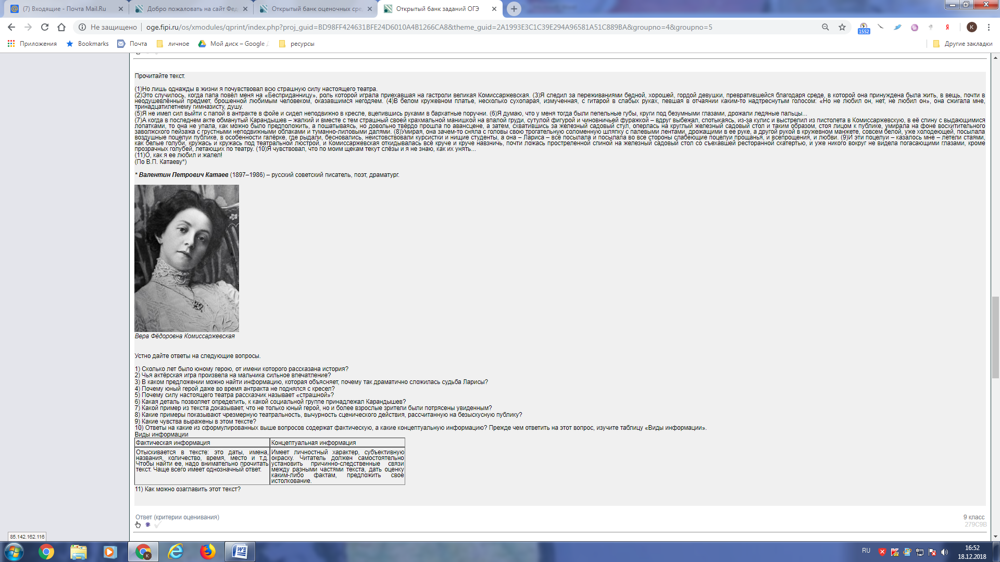 (7) Входящие - Почта Mail.Ru
Добро пожаловать на сайт Фед
Открытый банк оценочных сре
Открытый банк заданий ОГЭ
Не защищено
oge.fipi.ru/os/xmodules/qprint/index.php?proj_guid=BD98FF424631BFE24D6010A4B1266CA8&theme_guid=2A1993E3C1C39E294A96581A51C889BA&groupno=4&groupno=5
1552
Я
K
Приложения
Bookmarks
Почта
личное
Мой диск – Google
ресурсы
Другие закладки
Прочитайте текст.
(1)Но лишь однажды в жизни я почувствовал всю страшную силу настоящего театра.
(2)Это случилось, когда папа повёл меня на «Бесприданницу», роль которой играла приехавшая на гастроли великая Комиссаржевская. (3)Я следил за переживаниями бедной, хорошей, гордой девушки, превратившейся благодаря среде, в которой она принуждена была жить, в вещь, почти в
неодушевлённый предмет, брошенной любимым человеком, оказавшимся негодяем. (4)В белом кружевном платье, несколько сухопарая, измученная, с гитарой в слабых руках, певшая в отчаянии каким-то надтреснутым голосом: «Но не любил он, нет, не любил он», она сжигала мне,
тринадцатилетнему гимназисту, душу.
(5)Я не имел сил выйти с папой в антракте в фойе и сидел неподвижно в кресле, вцепившись руками в бархатные поручни. (6)Я думаю, что у меня тогда были пепельные губы, круги под безумными глазами, дрожали ледяные пальцы...
(7)А когда в последнем акте обманутый Карандышев – жалкий и вместе с тем страшный своей крахмальной манишкой на впалой груди, сутулой фигурой и чиновничьей фуражкой – вдруг выбежал, спотыкаясь, из-за кулис и выстрелил из пистолета в Комиссаржевскую, в её спину с выдающимися
лопатками, то она не упала, как можно было предположить, а пошатываясь, но довольно твёрдо прошла по авансцене, а затем, схватившись за железный садовый стул, оперлась на круглый железный садовый стол и таким образом, стоя лицом к публике, умирала на фоне восхитительного
заволжского пейзажа с грустными неподвижными облаками и туманно-лиловыми далями. (8)Умирая, она зачем-то сняла с головы свою трогательную соломенную шляпку с палевыми лентами, дрожащими в её руке, а другой рукой в кружевном манжете, совсем белой, уже холодеющей, посылала
воздушные поцелуи публике, в особенности галёрке, где рыдали, бесновались, неистовствовали курсистки и нищие студенты, а она – Лариса – всё посылала и посылала во все стороны слабеющие поцелуи прощанья, и всепрощения, и любви. (9)И эти поцелуи – казалось мне – летели стаями,
как белые голуби, кружась и кружась под театральной люстрой, и Комиссаржевская откидывалась всё круче и круче навзничь, почти ложась простреленной спиной на железный садовый стол со съехавшей ресторанной скатертью, и уже никого вокруг не видела погасающими глазами, кроме
прозрачных голубей, летающих по театру. (10)Я чувствовал, что по моим щекам текут слёзы и я не знаю, как их унять...
(11)О, как я ее любил и жалел!
(По В.П. Катаеву*)
* Валентин Петрович Катаев (1897–1986) – русский советский писатель, поэт, драматург.
Вера Фёдоровна Комиссаржевская
Устно дайте ответы на следующие вопросы.
1) Сколько лет было юному герою, от имени которого рассказана история?
2) Чья актёрская игра произвела на мальчика сильное впечатление?
3) В каком предложении можно найти информацию, которая объясняет, почему так драматично сложилась судьба Ларисы?
4) Почему юный герой даже во время антракта не поднялся с кресел?
5) Почему силу настоящего театра рассказчик называет «страшной»?
6) Какая деталь позволяет определить, к какой социальной группе принадлежал Карандышев?
7) Какой пример из текста доказывает, что не только юный герой, но и более взрослые зрители были потрясены увиденным?
8) Какие примеры показывают чрезмерную театральность, вычурность сценического действия, рассчитанную на безыскусную публику?
9) Какие чувства выражены в этом тексте?
10) Ответы на какие из сформулированных выше вопросов содержат фактическую, а какие концептуальную информацию? Прежде чем ответить на этот вопрос, изучите таблицу «Виды информации».
Виды информации
Фактическая информация
Концептуальная информация
Отыскивается в тексте: это даты, имена,
названия, количество, время, место и т.д.
Чтобы найти ее, надо внимательно прочитать
текст. Чаще всего имеет однозначный ответ.
Имеет личностный характер, субъективную
окраску. Читатель должен самостоятельно
установить причинно-следственные связи
между разными частями текста, дать оценку
каким-либо фактам, предложить свое
истолкование.
11) Как можно озаглавить этот текст?
Ответ (критерии оценивания)
9 класс
279C9B
85.142.162.116
RU
16:52
18.12.2018